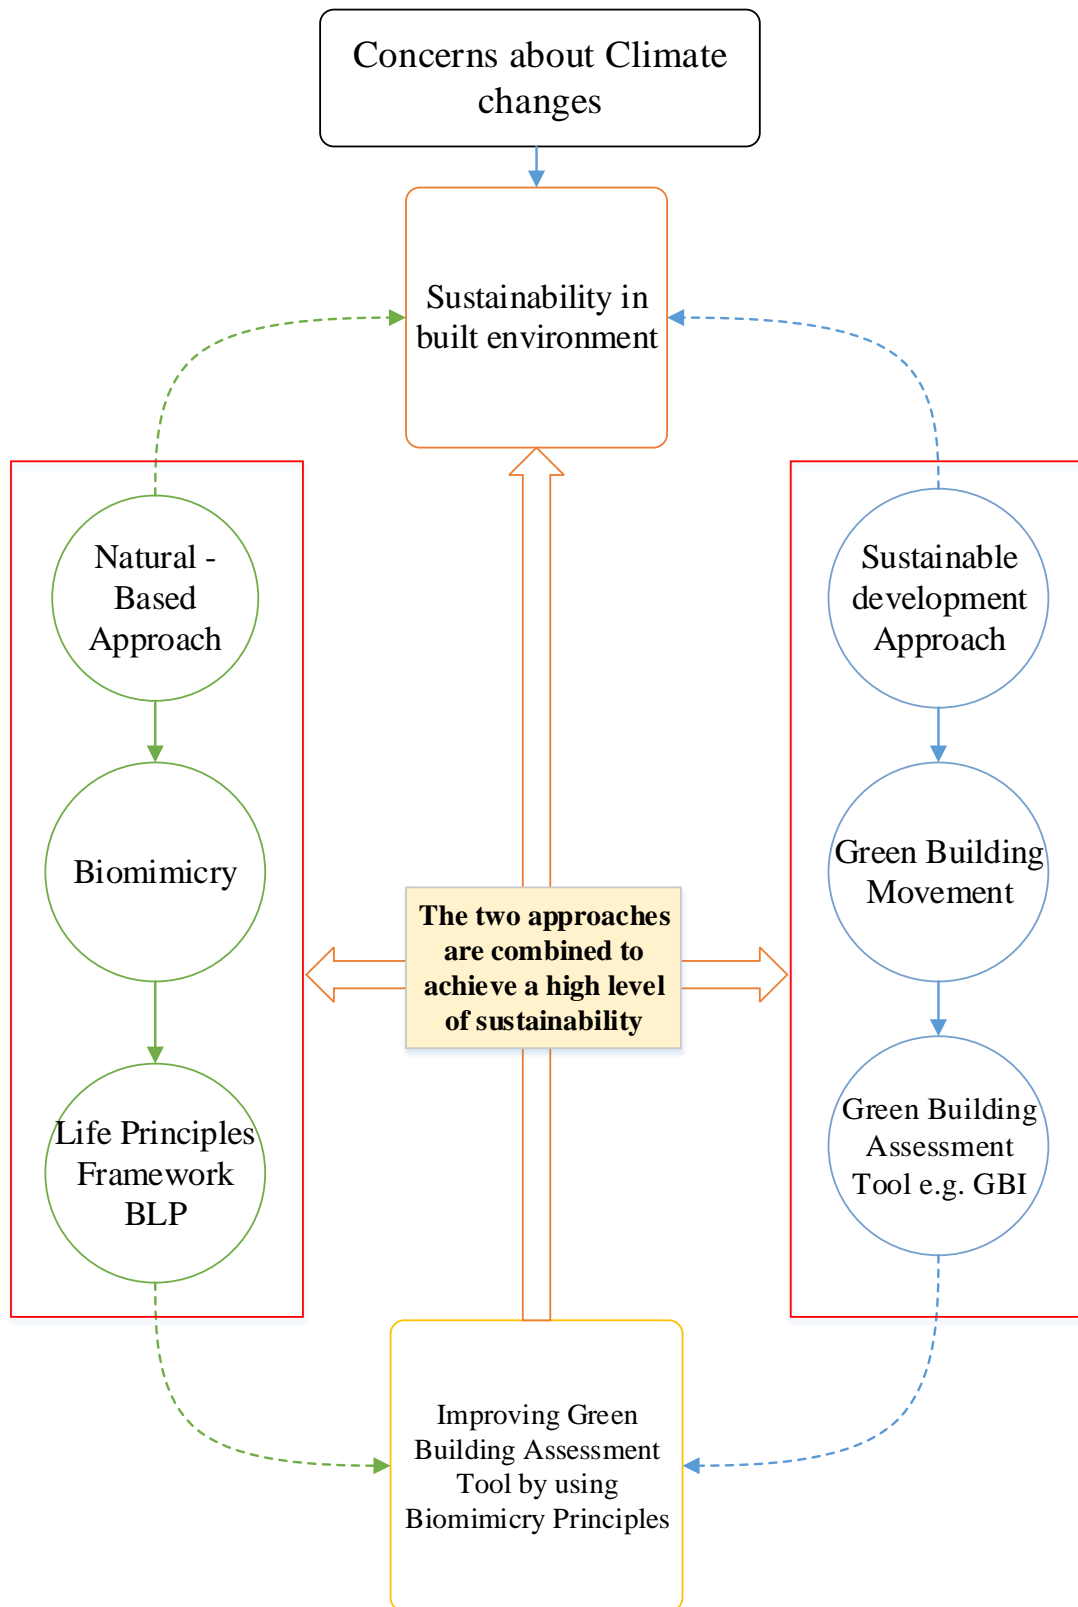 Concerns about Climate
changes
Sustainability in
built environment
Natural -
Based
Approach
Sustainable
development
Approach
Biomimicry
Green Building
Movement
The two approaches
are combined to
achieve a high level
of sustainability
Life Principles
Framework
BLP
Green Building
Assessment
Tool e.g. GBI
Improving Green
Building Assessment
Tool by using
Biomimicry Principles